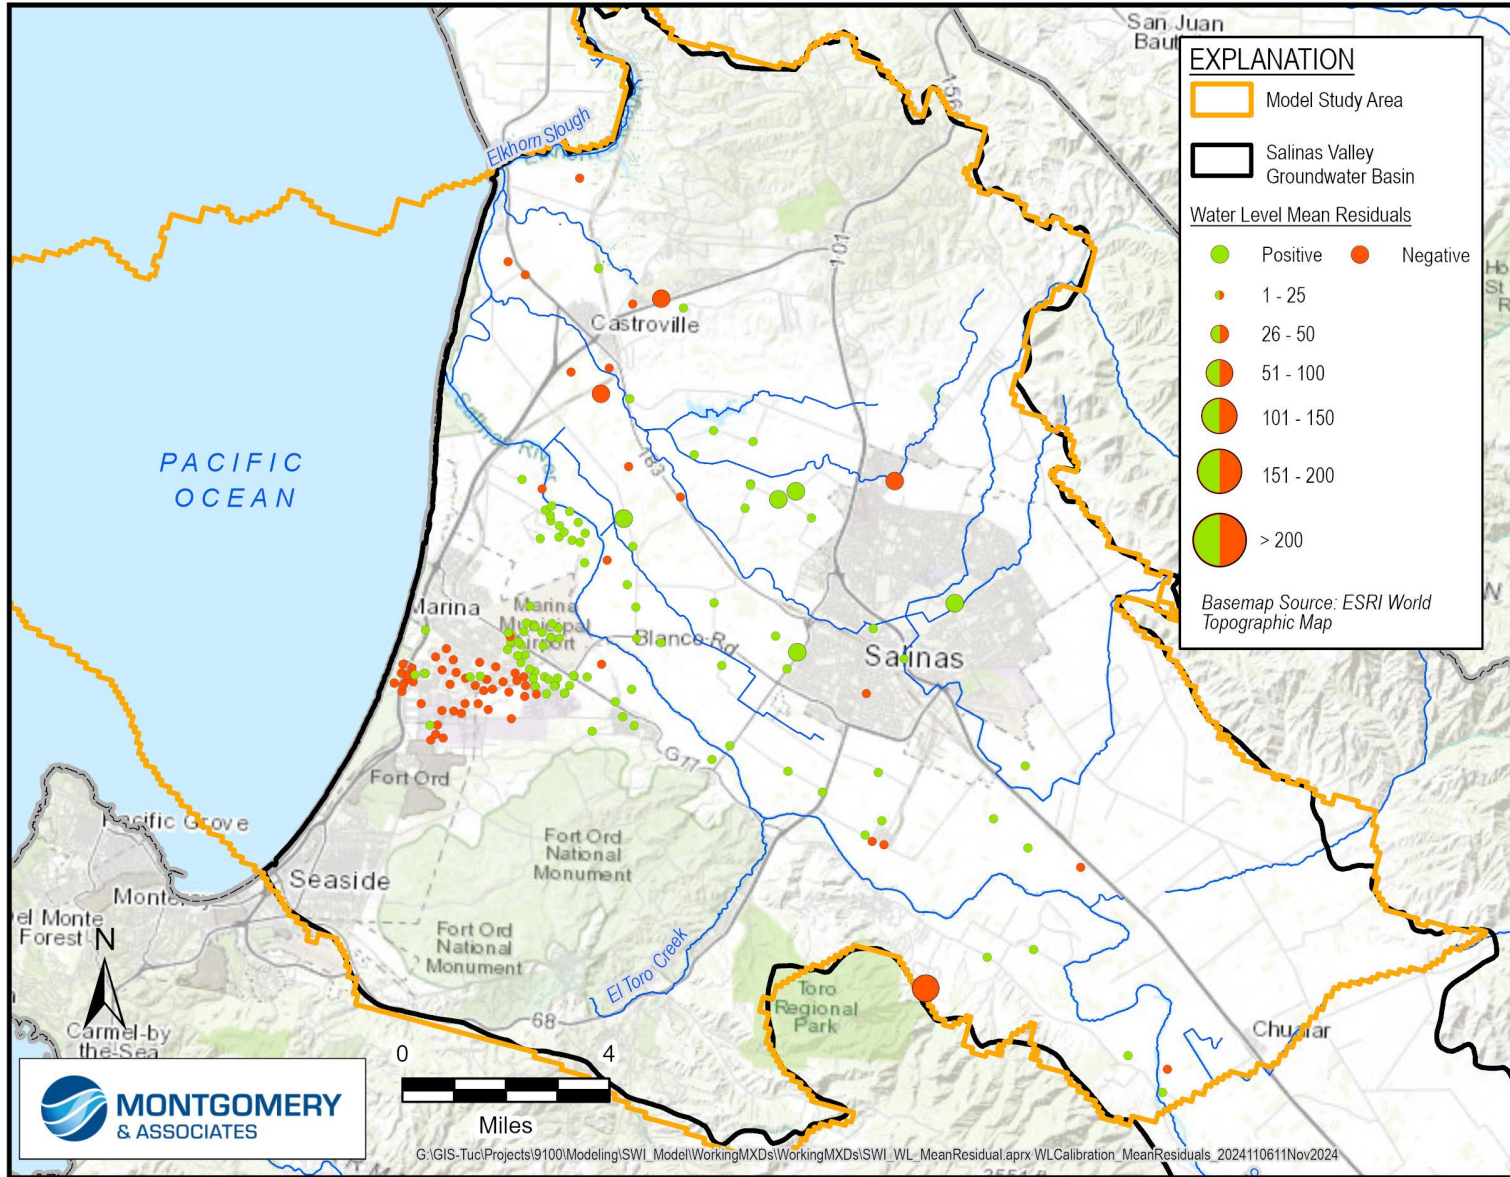 San Juan
Baut
EXPLANATION
Model Study Area
Salinas Valley
Groundwater Basin
Water Level Mean Residuals
Positive
Negative
1 - 25
26 - 50
51 - 100
101 - 150
151 - 200
> 200
Basemap Source: ESRI World
Topographic Map
156
Elkhorn Slough
101
Castroville
Salinas River
183
PACIFIC
OCEAN
Marina
Marina
Municipal
Airport
Blanco Rd
Salinas
G17
Fort Ord
Fort Ord
National
Monument
Pacific Grove
Seaside
Monterey
el Monte
Forest
N
Fort Ord
National
Monument
El Toro Creek
Toro
Regional
Park
68
Carmel-by
the-Sea
Chualar
0 4
Miles
MONTGOMERY
& ASSOCIATES
G:\GIS-Tuc\Projects\9100\Modeling\SWI_Model\WorkingMXDs\WorkingMXDs\SWI_WL_MeanResidual.aprx WLCalibration_MeanResiduals_2024110611Nov2024